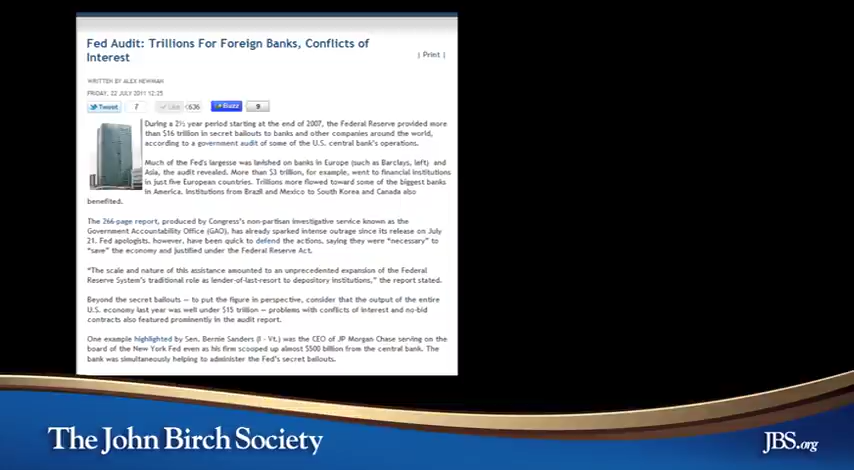 Fed Audit: Trillions For Foreign Banks, Conflicts of
Interest
| Print |
WRITTEN BY ALEX NEWMAN
FRIDAY, 22 JULY 2011 12:25
Tweet 7 Like 636 Buzz 9
During a 2½ year period starting at the end of 2007, the Federal Reserve provided more
than $16 trillion in secret bailouts to banks and other companies around the world,
according to a government audit of some of the U.S. central bank's operations.
Much of the Fed's largesse was lavished on banks in Europe (such as Barclays, left) and
Asia, the audit revealed. More than $3 trillion, for example, went to financial institutions
in just five European countries. Trillions more flowed toward some of the biggest banks
in America. Institutions from Brazil and Mexico to South Korea and Canada also
benefited.
The 266-page report, produced by Congress's non-partisan investigative service known as the
Government Accountability Office (GAO), has already sparked intense outrage since its release on July
21. Fed apologists, however, have been quick to defend the actions, saying they were "necessary" to
"save" the economy and justified under the Federal Reserve Act.
"The scale and nature of this assistance amounted to an unprecedented expansion of the Federal
Reserve System's traditional role as lender-of-last-resort to depository institutions," the report stated.
Beyond the secret bailouts — to put the figure in perspective, consider that the output of the entire
U.S. economy last year was well under $15 trillion — problems with conflicts of interest and no-bid
contracts also featured prominently in the audit report.
One example highlighted by Sen. Bernie Sanders (I - Vt.) was the CEO of JP Morgan Chase serving on the
board of the New York Fed even as his firm scooped up almost $500 billion from the central bank. The
bank was simultaneously helping to administer the Fed's secret bailouts.
The John Birch Society
JBS.org